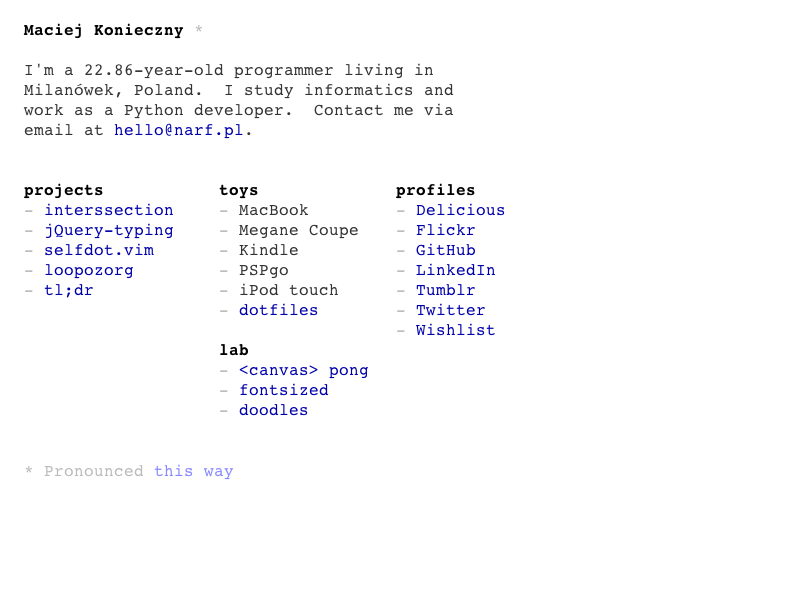 Maciej Konieczny *
I'm a 22.86-year-old programmer living in
Milanówek, Poland.  I study informatics and
work as a Python developer.  Contact me via
email at hello@narf.pl.
projects
- interssection
- jQuery-typing
- selfdot.vim
- loopozorg
- tl;dr
toys
- MacBook
- Megane Coupe
- Kindle
- PSPgo
- iPod touch
- dotfiles
lab
- <canvas> pong
- fontsized
- doodles
profiles
- Delicious
- Flickr
- GitHub
- LinkedIn
- Tumblr
- Twitter
- Wishlist
* Pronounced this way